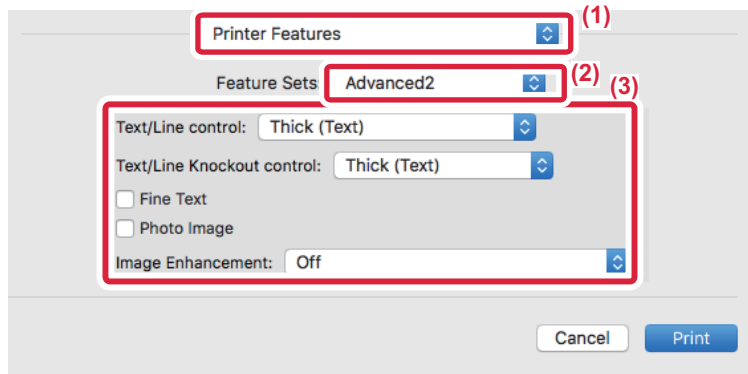 (1)
Printer Features
Feature Sets: Advanced2 (2)
(3)
Text/Line control: Thick (Text)
Text/Line Knockout control: Thick (Text)
Fine Text
Photo Image
Image Enhancement: Off
Cancel Print